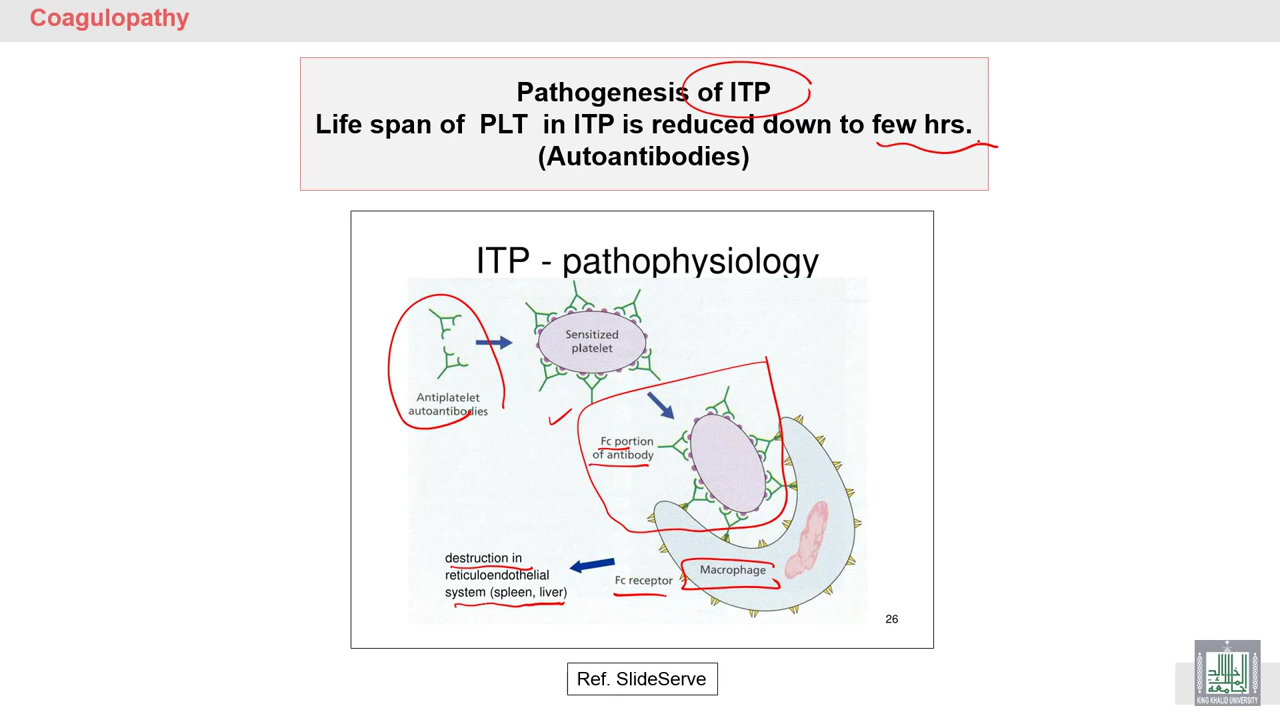 Coagulopathy
Pathogenesis of ITP
Life span of PLT in ITP is reduced down to few hrs.
(Autoantibodies)
ITP - pathophysiology
Sensitized
platelet
Antiplatelet
autoantibodies
Fc portion
of antibody
destruction in
reticuloendothelial
system (spleen, liver)
Fc receptor
Macrophage
26
Ref. SlideServe
KING KHALID UNIVERSITY